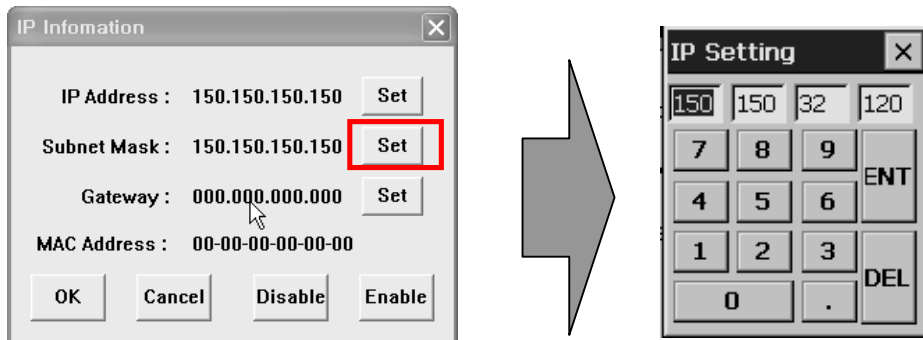 IP Infomation
IP Address : 150.150.150.150 Set
Subnet Mask : 150.150.150.150 Set
Gateway : 000.000.000.000 Set
MAC Address : 00-00-00-00-00-00
OK Cancel Disable Enable
IP Setting
150 150 32 120
7 8 9 ENT
4 5 6
1 2 3 DEL
0 .